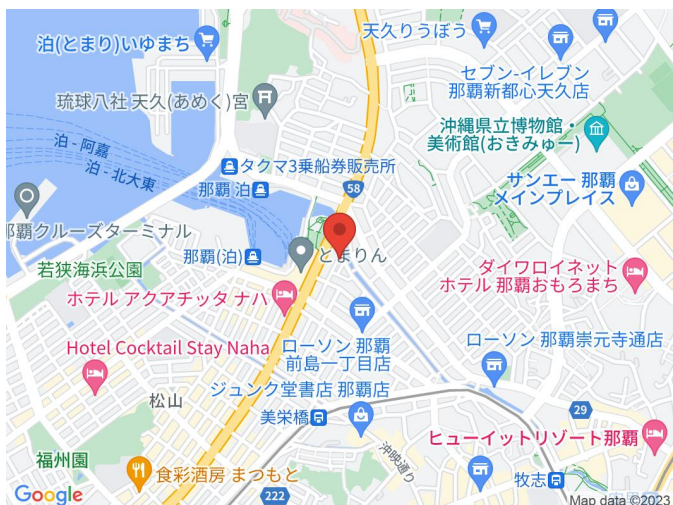 天久りうぼう
泊(とまり)いゆまち
セブン-イレブン
那覇新都心天久店
琉球八社 天久(あめく)宮
沖縄県立博物館・
美術館(おきみゅー)
泊 - 阿嘉
泊 - 北大東
タクマ3乗船券販売所
58
サンエー 那覇
メインプレイス
那覇 泊
那覇クルーズターミナル
那覇(泊)
とまりん
若狭海浜公園
ダイワロイネット
ホテル 那覇おもろまち
ホテル アクアチッタ ナハ
ローソン 那覇
前島一丁目店
ローソン 那覇崇元寺通店
Hotel Cocktail Stay Naha
ジュンク堂書店 那覇店
松山
美栄橋
29
ヒューイットリゾート那覇
沖映通り
福州園
食彩酒房 まつもと
牧志
222
Google
Map data ©2023